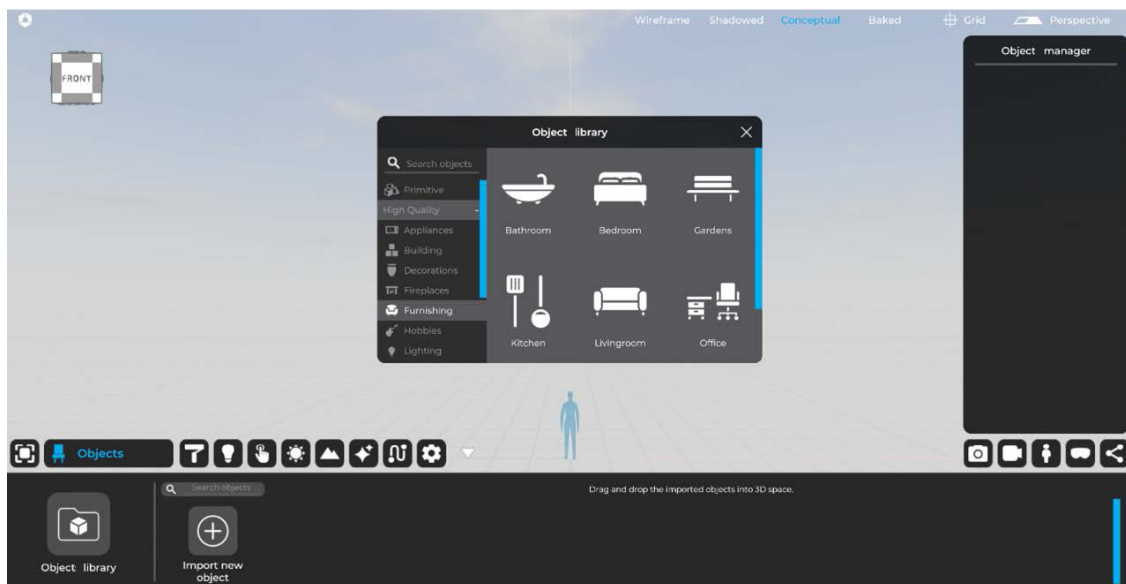 Wireframe Shadowed Conceptual Baked Grid Perspective
FRONT
Object manager
Object library
Search objects
Primitive
High Quality -
Appliances
Building
Decorations
Fireplaces
Furnishing
Hobbies
Lighting
Bathroom Bedroom Gardens
Kitchen Livingroom Office
Objects
Search objects
Drag and drop the imported objects into 3D space.
Object library
Import new
object